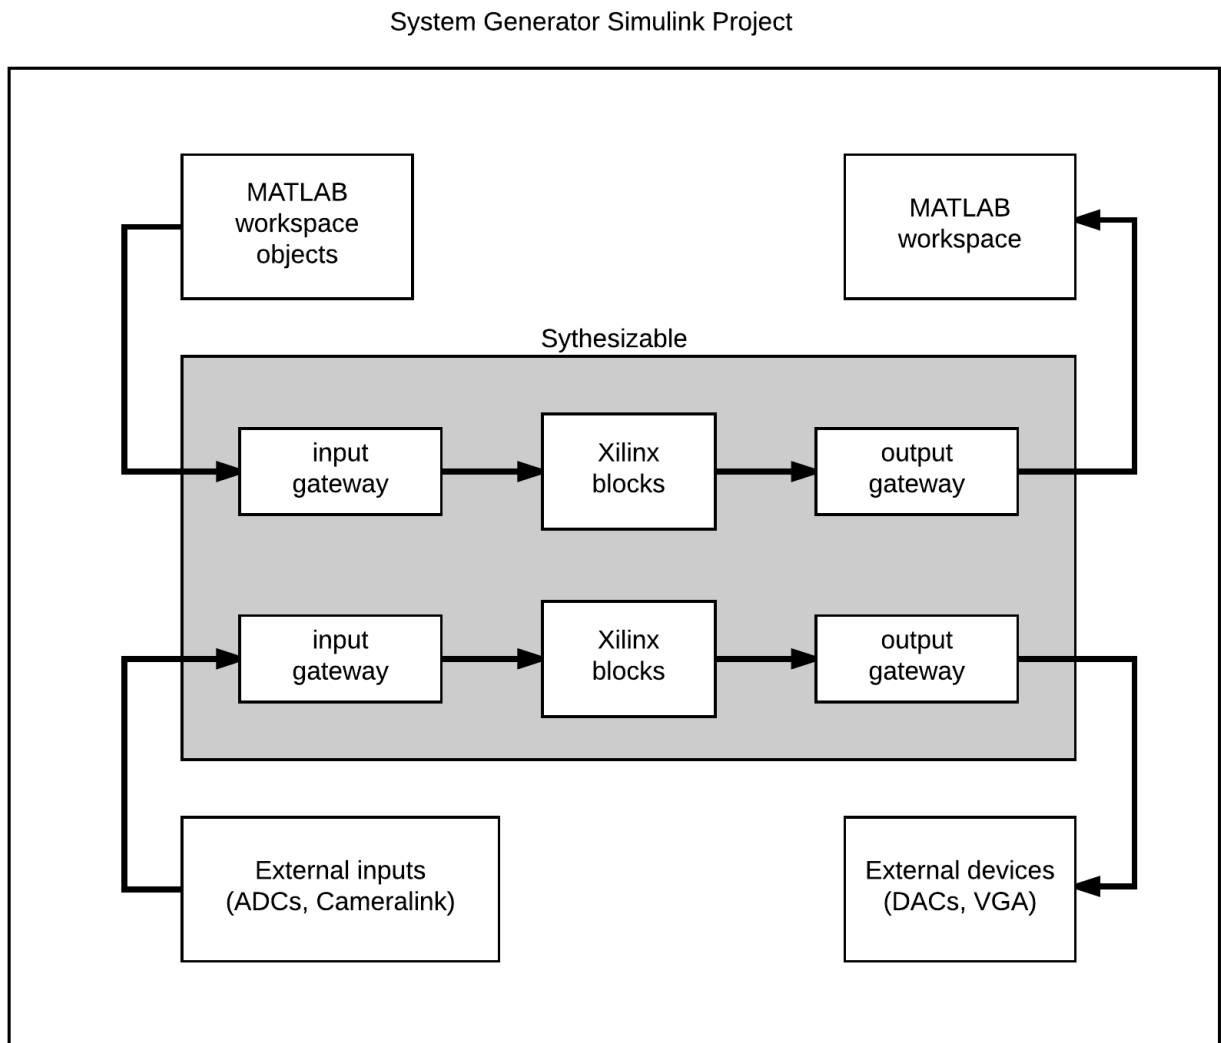 System Generator Simulink Project
MATLAB
workspace
objects
MATLAB
workspace
Sythesizable
input
gateway
Xilinx
blocks
output
gateway
input
gateway
Xilinx
blocks
output
gateway
External inputs
(ADCs, Cameralink)
External devices
(DACs, VGA)